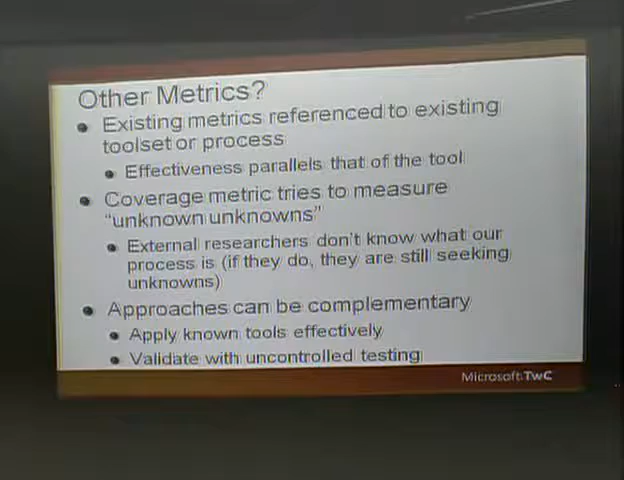 Other Metrics?
• Existing metrics referenced to existing
toolset or process
• Effectiveness parallels that of the tool
• Coverage metric tries to measure
“unknown unknowns”
• External researchers don’t know what our
process is (if they do, they are still seeking
unknowns)
• Approaches can be complementary
• Apply known tools effectively
• Validate with uncontrolled testing
Microsoft TwC